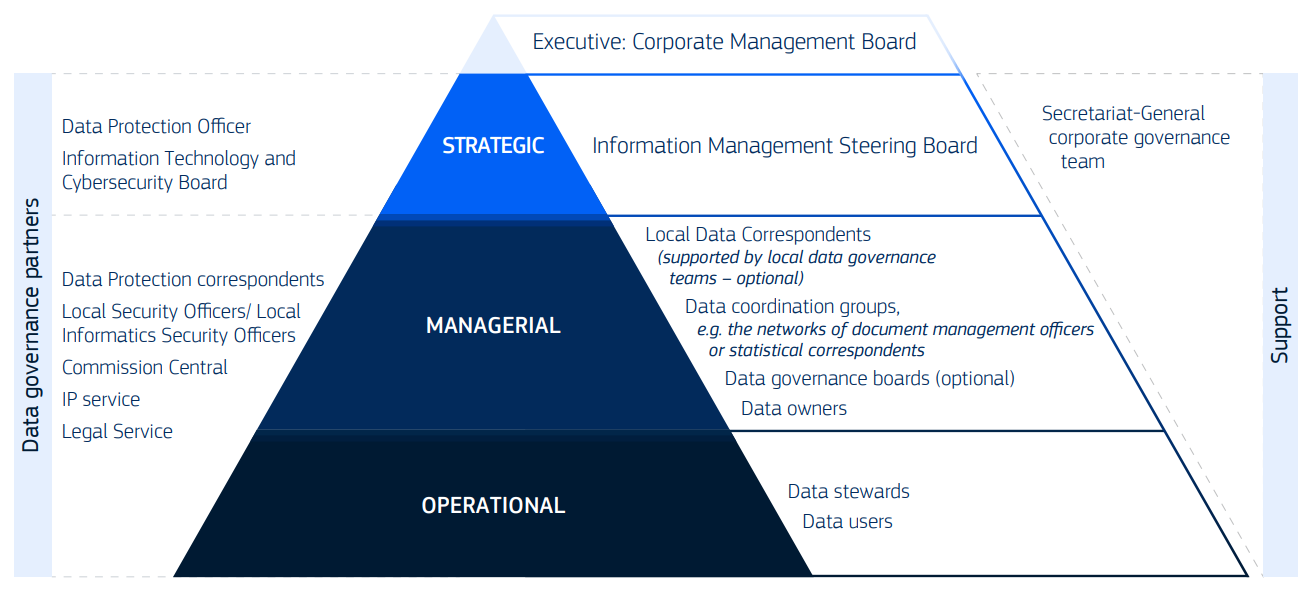 Executive: Corporate Management Board
Data governance partners
Data Protection Officer
Information Technology and
Cybersecurity Board
STRATEGIC
Information Management Steering Board
Secretariat-General
corporate governance
team
Data Protection correspondents
Local Security Officers/ Local
Informatics Security Officers
Commission Central
IP service
Legal Service
MANAGERIAL
Local Data Correspondents
(supported by local data governance
teams – optional)
Data coordination groups,
e.g. the networks of document management officers
or statistical correspondents
Data governance boards (optional)
Data owners
Support
OPERATIONAL
Data stewards
Data users